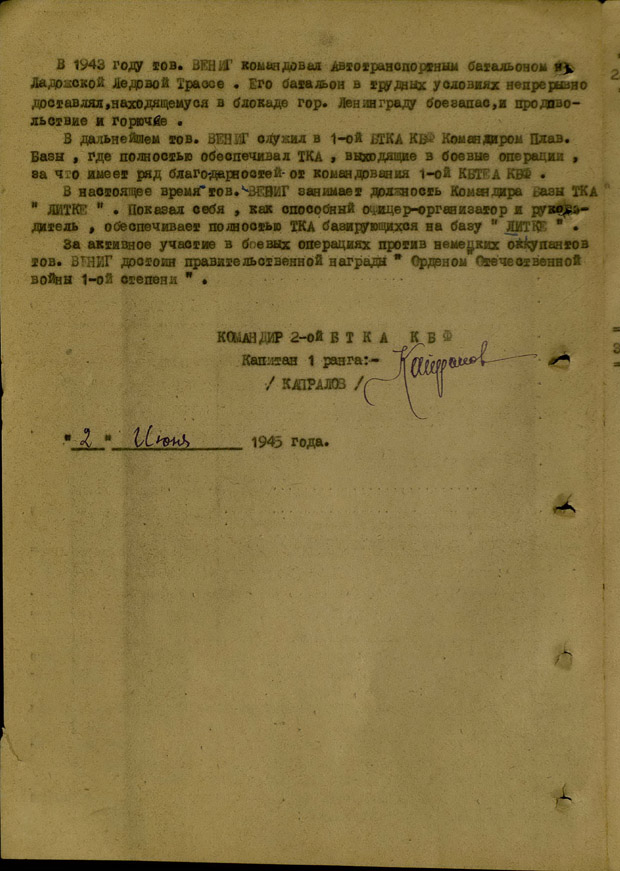 В 1943 году тов. ВЕНИГ командовал Автотранспортным батальоном на
Ладожской Ледовой Трассе . Его батальон в трудных условиях непрерывно
доставлял,находящемуся в блокаде гор. Ленинграду боезапас,и продово-
льствие и горючее .
В дальнейшем тов. ВЕНИГ служил в 1-ой БТКА КБФ Командиром Плав.
Базы , где полностью обеспечивал ТКА , выходящие в боевые операции ,
за что имеет ряд благодарностей от командования 1-ой КБТКА КБФ .
В настоящее время тов. ВЕНИГ занимает должность Командира Базы ТКА
" ЛИТКЕ " . Показал себя , как способный офицер-организатор и руково-
дитель , обеспечивает полностью ТКА базирующихся на базу " ЛИТКЕ " .
За активное участие в боевых операциях против немецких оккупантов
тов. ВЕНИГ достоин правительственной награды " Орденом Отечественной
войны 1-ой степени " .
КОМАНДИР 2-ой Б Т К А К Б Ф
Капитан 1 ранга:-
/ КАПРАЛОВ /
" 2 " Июня 1945 года.